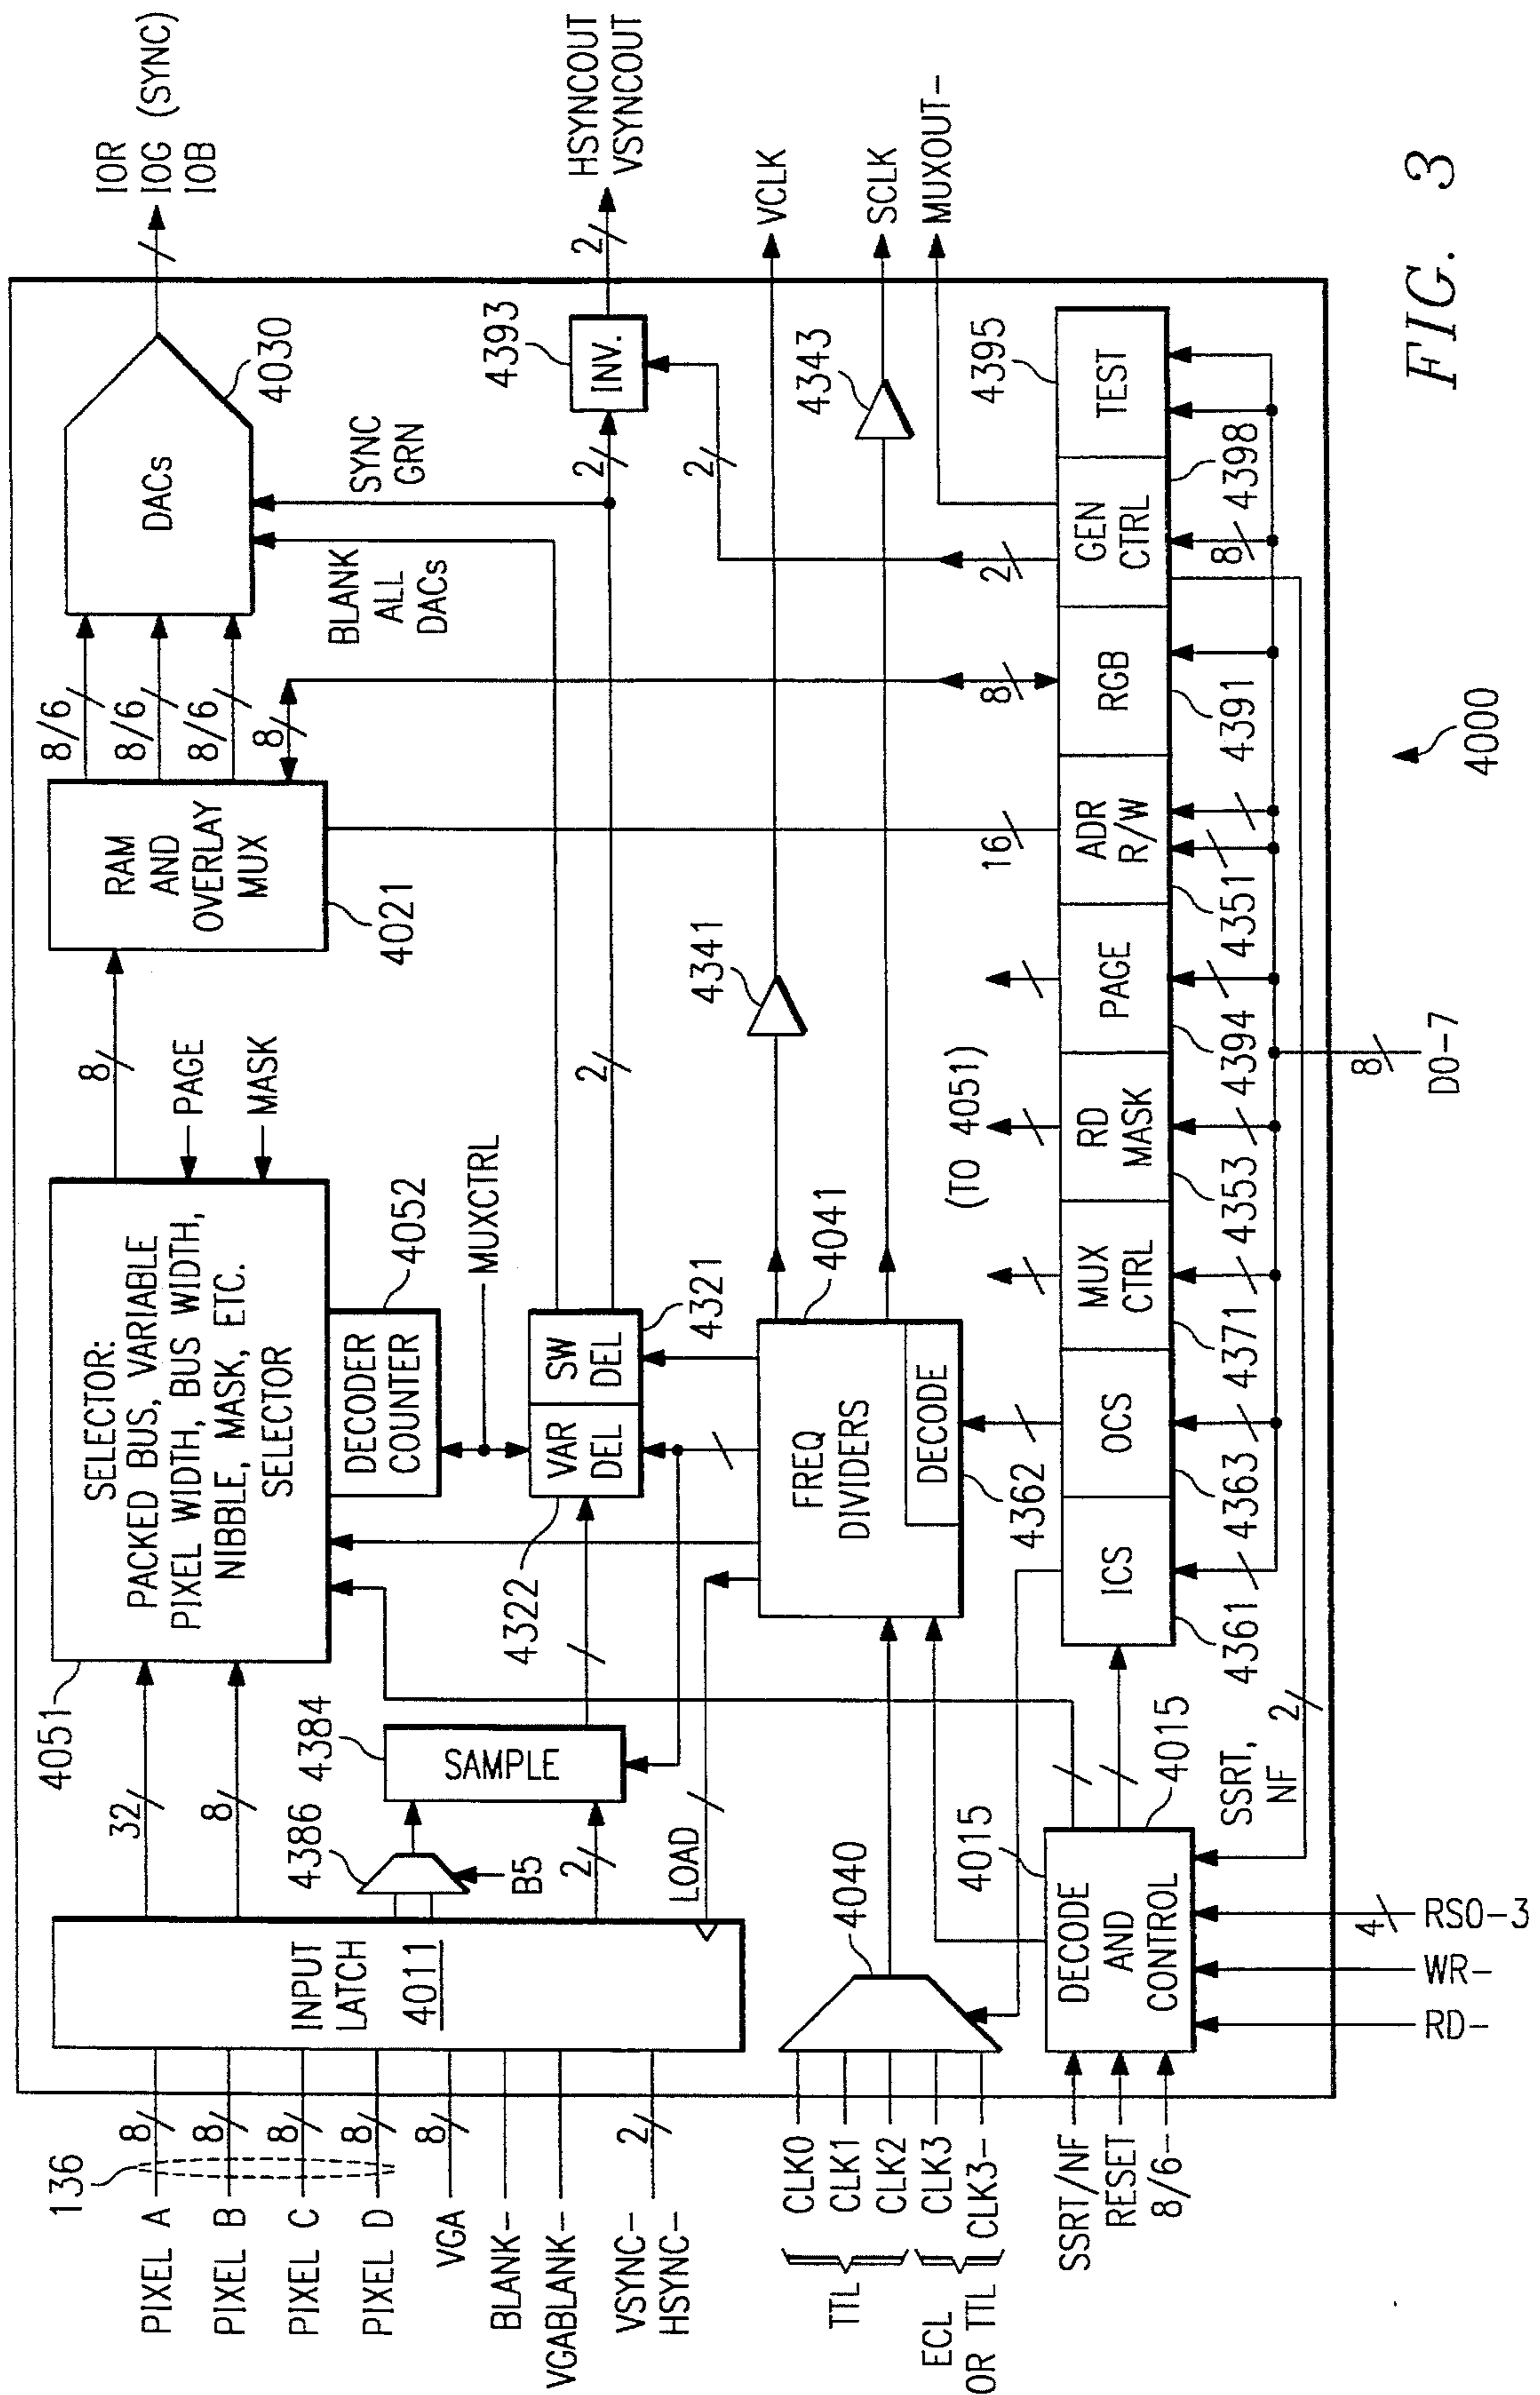 PIXEL A
PIXEL B
PIXEL C
PIXEL D
VGA
BLANK-
VGABLANK-
VSYNC-
HSYNC-
136
8
8
8
8
8
2
INPUT
LATCH
4011
32
8
4051
SELECTOR:
PACKED BUS, VARIABLE
PIXEL WIDTH, BUS WIDTH,
NIBBLE, MASK, ETC.
SELECTOR
8
PAGE
MASK
RAM
AND
OVERLAY
MUX
4021
8/6
8/6
8/6
8
DACs
4030
IOR
IOG (SYNC)
IOB
4386
B5
2
4384
SAMPLE
DECODER
COUNTER
4052
MUXCTRL
4322
VAR
DEL
SW
DEL
4321
2
BLANK
ALL
DACs
SYNC
GRN
2
INV.
4393
2
2
HSYNCOUT
VSYNCOUT
LOAD
TTL
CLK0
CLK1
CLK2
ECL
OR TTL
CLK3
CLK3-
4040
FREQ
DIVIDERS
DECODE
4041
4362
4341
VCLK
4343
SCLK
MUXOUT-
SSRT/NF
RESET
8/6-
DECODE
AND
CONTROL
4015
4015
SSRT,
NF
2
RD-
WR-
4
RS0-3
(TO 4051)
16
8
2
ICS
OCS
MUX
CTRL
RD
MASK
PAGE
ADR
R/W
RGB
GEN
CTRL
TEST
4395
4361
4363
4371
4353
4394
4351
4391
8
4398
8
D0-7
4000
FIG. 3